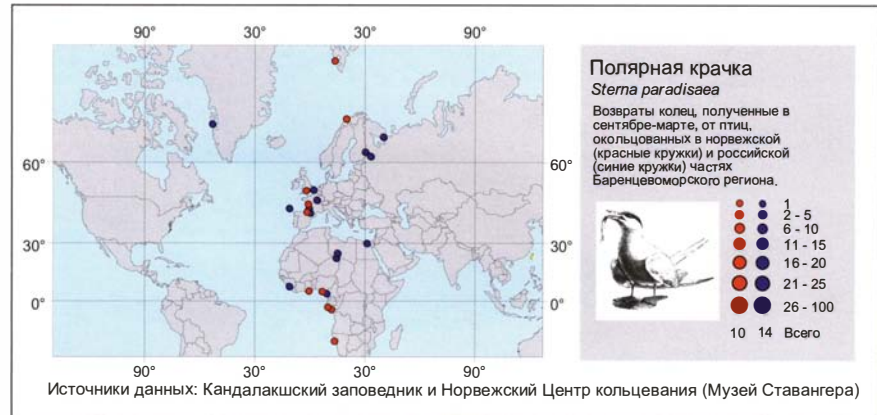 90° 30° 30° 90°
60° 60°
30° 30°
0° 0°
90° 30° 30° 90°
Полярная крачка
Sterna paradisaea
Возвраты колец, полученные в
сентябре-марте, от птиц,
окольцованных в норвежской
(красные кружки) и российской
(синие кружки) частях
Баренцевоморского региона.
1
2 - 5
6 - 10
11 - 15
16 - 20
21 - 25
26 - 100
10 14 Всего
Источники данных: Кандалакшский заповедник и Норвежский Центр кольцевания (Музей Ставангера)